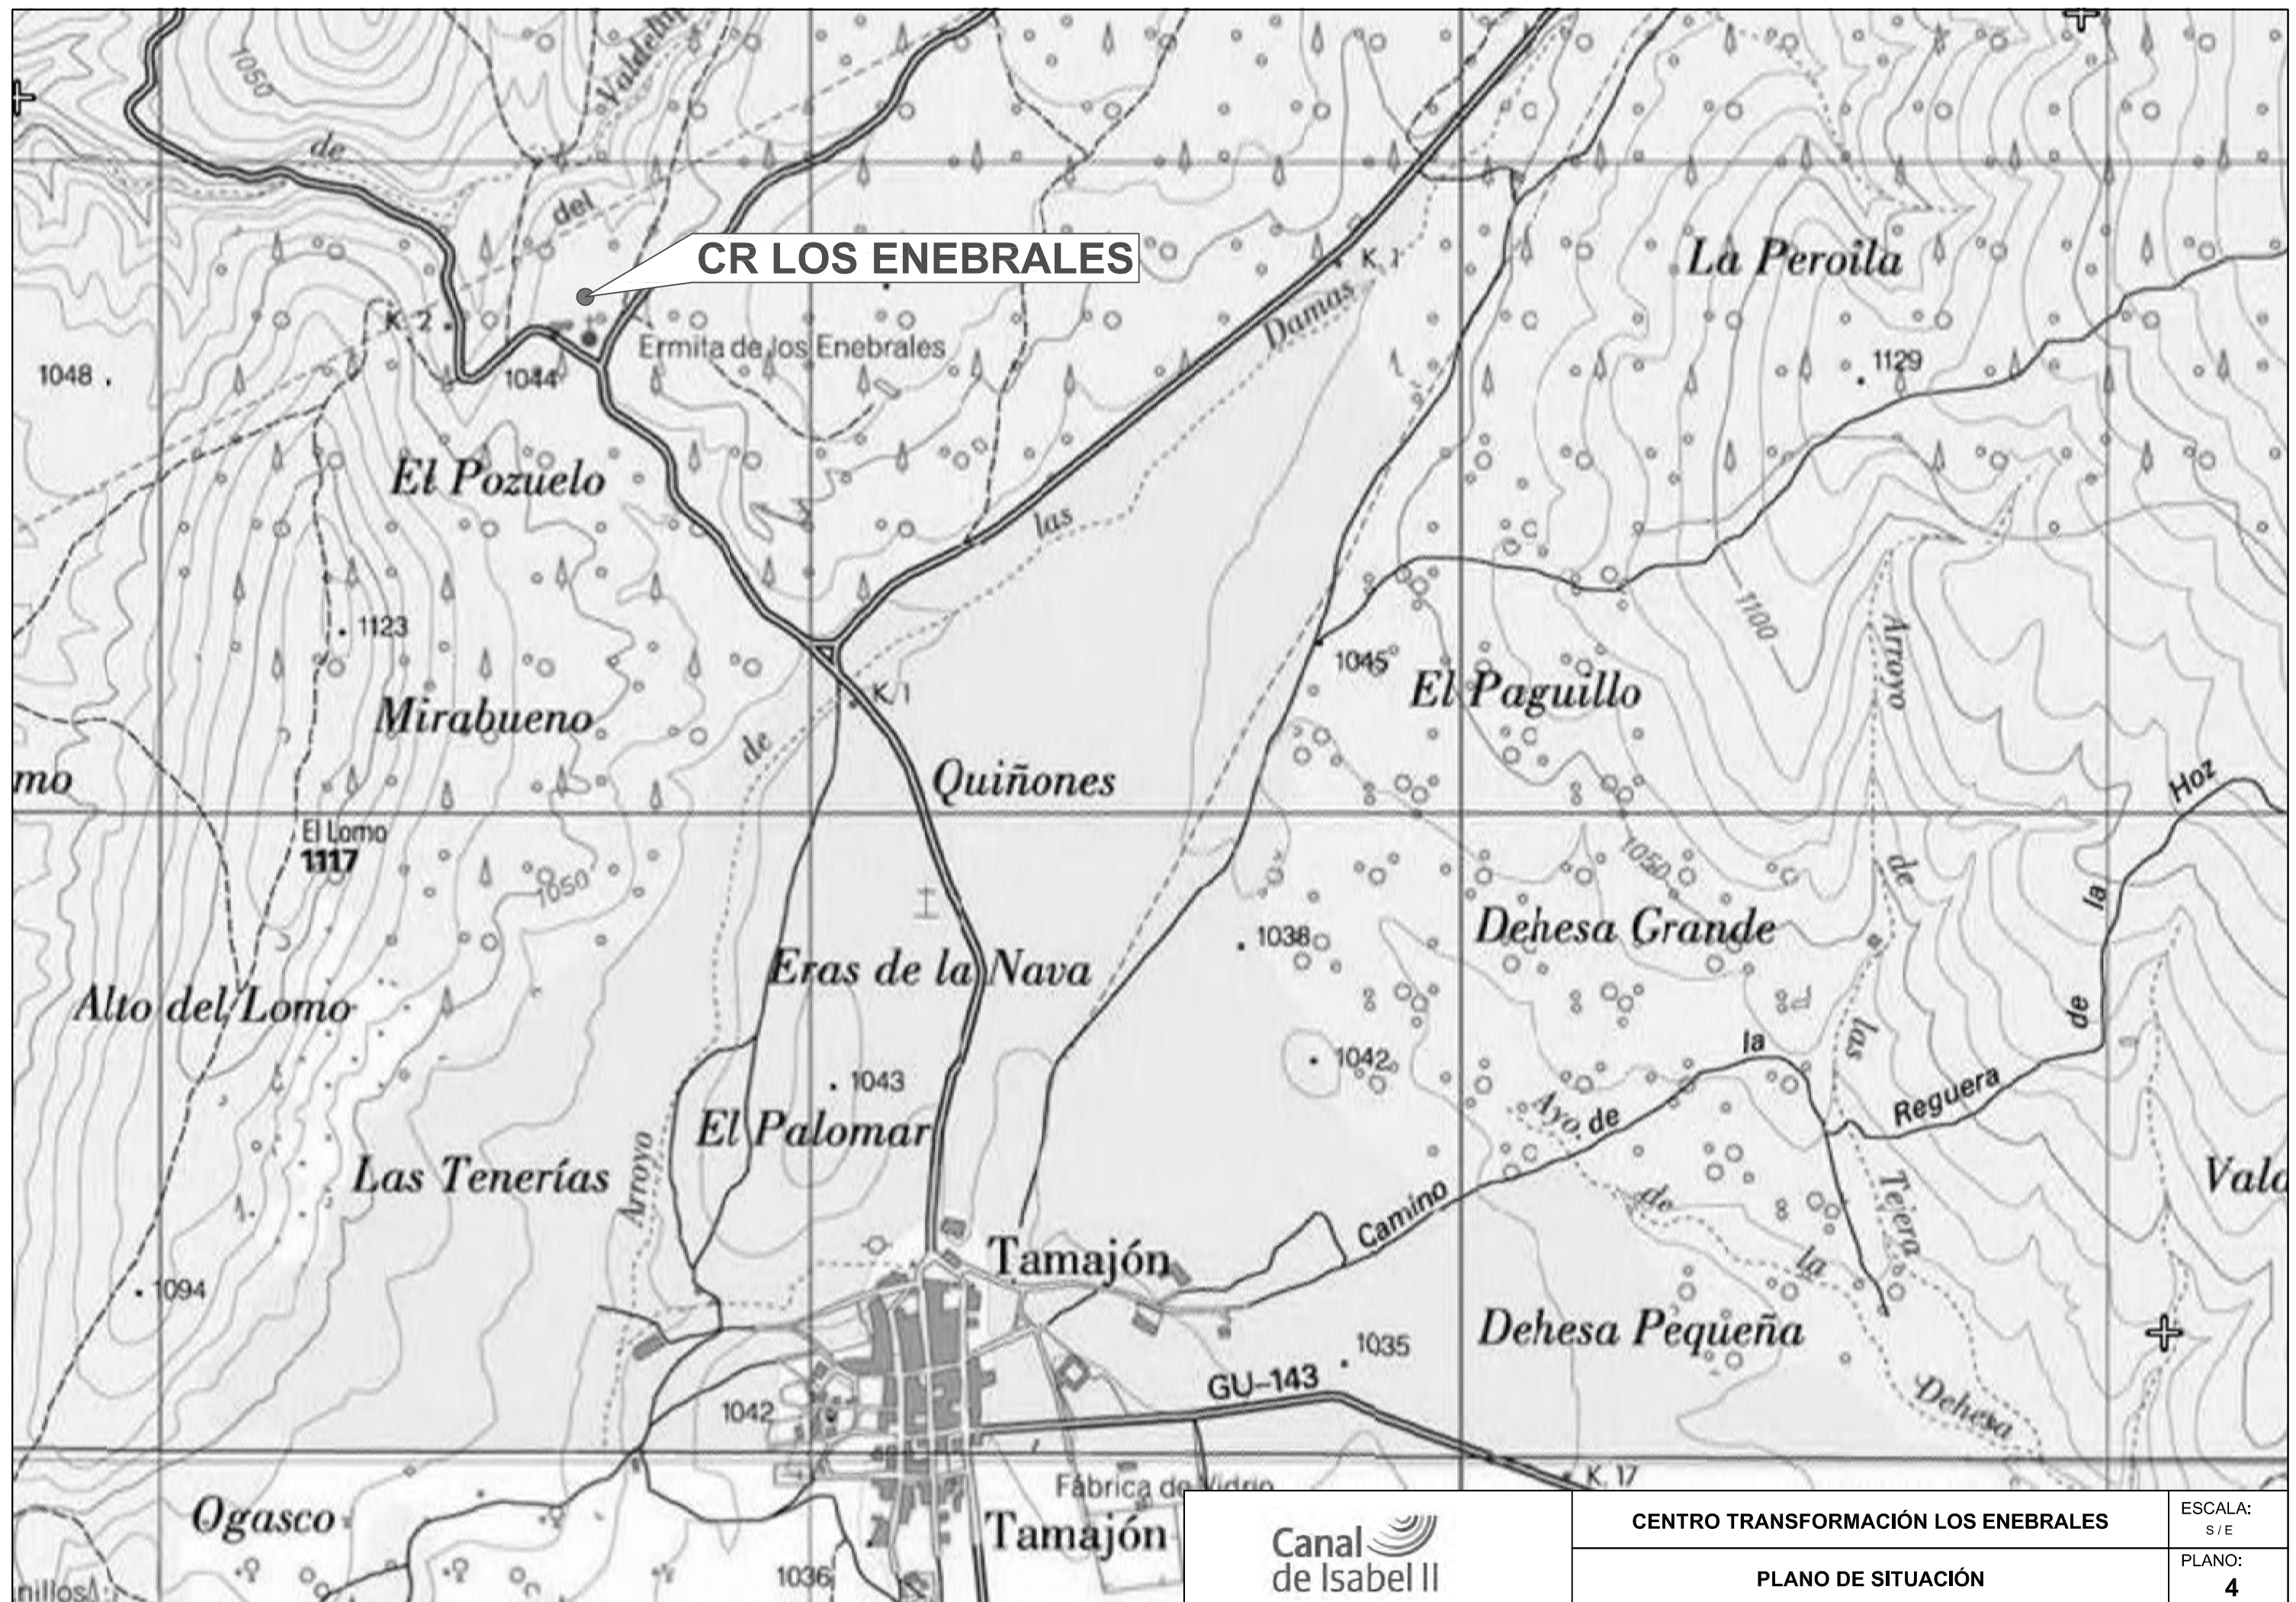 1050
de
del
CR LOS ENEBRALES
K. 1
La Peroila
K. 2
Damas
Ermita de los Enebrales
1048
1044
1129
El Pozuelo
las
1123
1100
Arroyo
1045
El Paguillo
Mirabueno
K. 1
de
Quiñones
mo
Hoz
El Lomo
1117
1050
1050
de
la
1038
Dehesa Grande
Eras de la Nava
Alto del Lomo
de
las
la
1042
1043
Reguera
Ayo.
de
El Palomar
Arroyo
Las Tenerías
de
Tejera
Camino
la
Tamajón
1094
Dehesa Pequeña
1035
GU-143
Dehesa
1042
K. 17
Fábrica de Vidrio
Ogasco
Tamajón
1036
nillos
Canal
de Isabel II
CENTRO TRANSFORMACIÓN LOS ENEBRALES
PLANO DE SITUACIÓN
ESCALA:
S / E
PLANO:
4